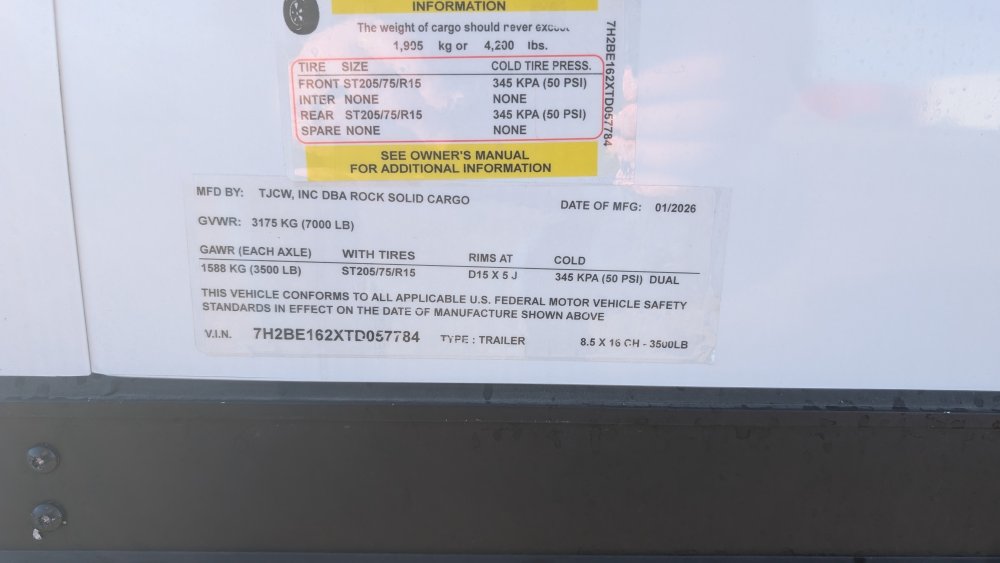 INFORMATION
The weight of cargo should never exceed
1,905 kg or 4,200 lbs.
TIRE SIZE COLD TIRE PRESS.
FRONT ST205/75/R15 345 KPA (50 PSI)
INTER NONE NONE
REAR ST205/75/R15 345 KPA (50 PSI)
SPARE NONE NONE
7H2BE162XTD057784
SEE OWNER'S MANUAL
FOR ADDITIONAL INFORMATION
MFD BY: TJCW, INC DBA ROCK SOLID CARGO DATE OF MFG: 01/2026
GVWR: 3175 KG (7000 LB)
GAWR (EACH AXLE) WITH TIRES RIMS AT COLD
1588 KG (3500 LB) ST205/75/R15 D15 X 5 J 345 KPA (50 PSI) DUAL
THIS VEHICLE CONFORMS TO ALL APPLICABLE U.S. FEDERAL MOTOR VEHICLE SAFETY
STANDARDS IN EFFECT ON THE DATE OF MANUFACTURE SHOWN ABOVE
V.I.N. 7H2BE162XTD057784 TYPE : TRAILER 8.5 X 16 CH - 3500LB